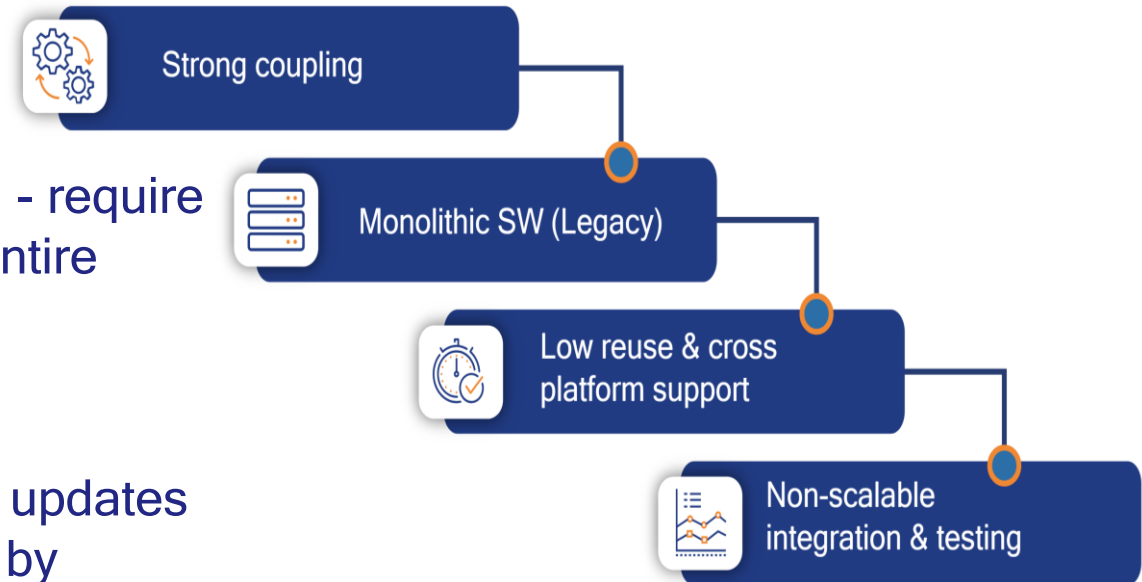 Strong coupling
- require
ntire
Monolithic SW (Legacy)
Low reuse & cross
platform support
updates
by
Non-scalable
integration & testing